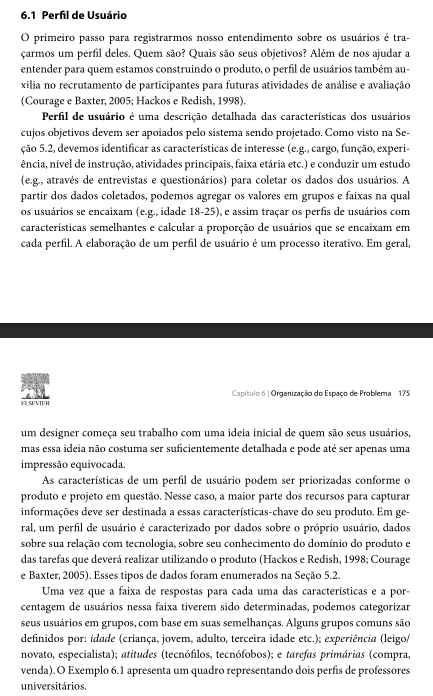 6.1 Perfil de Usuário
O primeiro passo para registrarmos nosso entendimento sobre os usuários é tra-
çarmos um perfil deles. Quem são? Quais são seus objetivos? Além de nos ajudar a
entender para quem estamos construindo o produto, o perfil de usuários também au-
xilia no recrutamento de participantes para futuras atividades de análise e avaliação
(Courage e Baxter, 2005; Hackos e Redish, 1998).
Perfil de usuário é uma descrição detalhada das características dos usuários
cujos objetivos devem ser apoiados pelo sistema sendo projetado. Como visto na Se-
ção 5.2, devemos identificar as características de interesse (e.g., cargo, função, experi-
ência, nível de instrução, atividades principais, faixa etária etc.) e conduzir um estudo
(e.g., através de entrevistas e questionários) para coletar os dados dos usuários. A
partir dos dados coletados, podemos agregar os valores em grupos e faixas na qual
os usuários se encaixam (e.g., idade 18-25), e assim traçar os perfis de usuários com
características semelhantes e calcular a proporção de usuários que se encaixam em
cada perfil. A elaboração de um perfil de usuário é um processo iterativo. Em geral,
ELSEVIER
Capítulo 6 | Organização do Espaço de Problema 175
um designer começa seu trabalho com uma ideia inicial de quem são seus usuários,
mas essa ideia não costuma ser suficientemente detalhada e pode até ser apenas uma
impressão equivocada.
As características de um perfil de usuário podem ser priorizadas conforme o
produto e projeto em questão. Nesse caso, a maior parte dos recursos para capturar
informações deve ser destinada a essas características-chave do seu produto. Em ge-
ral, um perfil de usuário é caracterizado por dados sobre o próprio usuário, dados
sobre sua relação com tecnologia, sobre seu conhecimento do domínio do produto e
das tarefas que deverá realizar utilizando o produto (Hackos e Redish, 1998; Courage
e Baxter, 2005). Esses tipos de dados foram enumerados na Seção 5.2.
Uma vez que a faixa de respostas para cada uma das características e a por-
centagem de usuários nessa faixa tiverem sido determinadas, podemos categorizar
seus usuários em grupos, com base em suas semelhanças. Alguns grupos comuns são
definidos por: idade (criança, jovem, adulto, terceira idade etc.); experiência (leigo/
novato, especialista); atitudes (tecnófilos, tecnófobos); e tarefas primárias (compra,
venda). O Exemplo 6.1 apresenta um quadro representando dois perfis de professores
universitários.